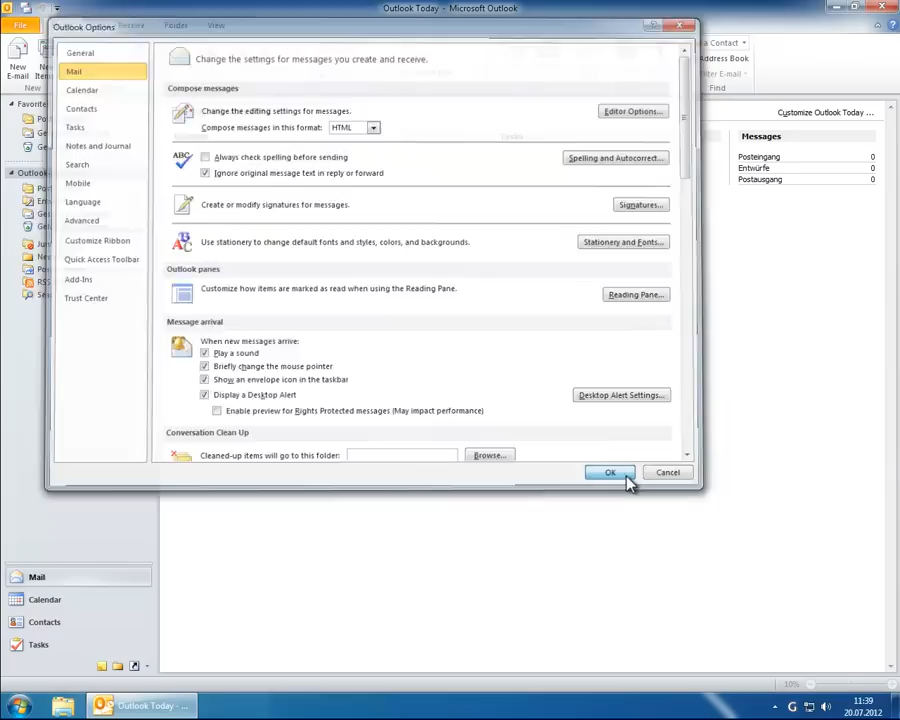 Outlook Today - Microsoft Outlook
Outlook Options
Folder
View
File
General
Mail
Calendar
Contacts
Tasks
Notes and Journal
Search
Mobile
Language
Advanced
Customize Ribbon
Quick Access Toolbar
Add-Ins
Trust Center
Change the settings for messages you create and receive.
Compose messages
Change the editing settings for messages.
Editor Options...
Compose messages in this format: HTML
ABC
Always check spelling before sending
Spelling and Autocorrect...
Ignore original message text in reply or forward
Create or modify signatures for messages.
Signatures...
Use stationery to change default fonts and styles, colors, and backgrounds.
Stationery and Fonts...
Outlook panes
Customize how items are marked as read when using the Reading Pane.
Reading Pane...
Message arrival
When new messages arrive:
Play a sound
Briefly change the mouse pointer
Show an envelope icon in the taskbar
Display a Desktop Alert
Desktop Alert Settings...
Enable preview for Rights Protected messages (May impact performance)
Conversation Clean Up
Cleaned-up items will go to this folder:
Browse...
OK
Cancel
New
E-mail
New
Contact
Address Book
Find
Customize Outlook Today ...
Messages
Posteingang 0
Entwürfe 0
Postausgang 0
Mail
Calendar
Contacts
Tasks
10%
Outlook Today - ...
11:39
20.07.2012